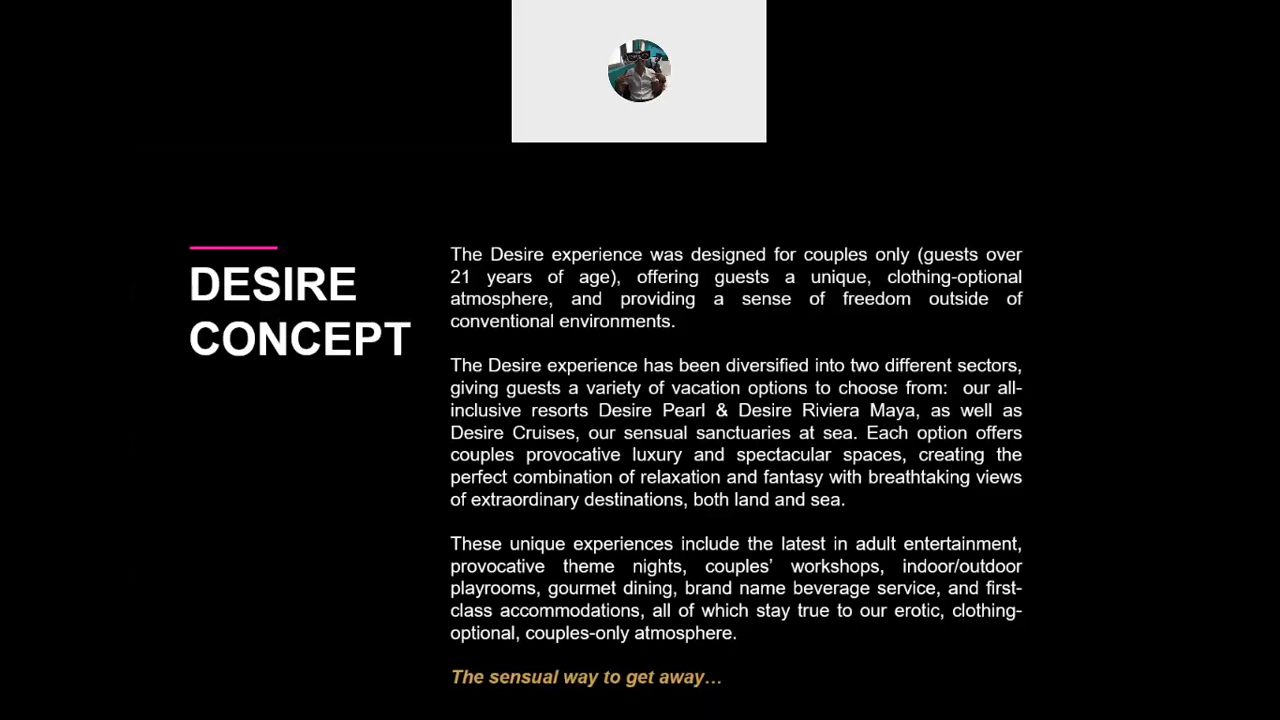 DESIRE
CONCEPT
The Desire experience was designed for couples only (guests over
21 years of age), offering guests a unique, clothing-optional
atmosphere, and providing a sense of freedom outside of
conventional environments.
The Desire experience has been diversified into two different sectors,
giving guests a variety of vacation options to choose from: our all-
inclusive resorts Desire Pearl & Desire Riviera Maya, as well as
Desire Cruises, our sensual sanctuaries at sea. Each option offers
couples provocative luxury and spectacular spaces, creating the
perfect combination of relaxation and fantasy with breathtaking views
of extraordinary destinations, both land and sea.
These unique experiences include the latest in adult entertainment,
provocative theme nights, couples’ workshops, indoor/outdoor
playrooms, gourmet dining, brand name beverage service, and first-
class accommodations, all of which stay true to our erotic, clothing-
optional, couples-only atmosphere.
The sensual way to get away…